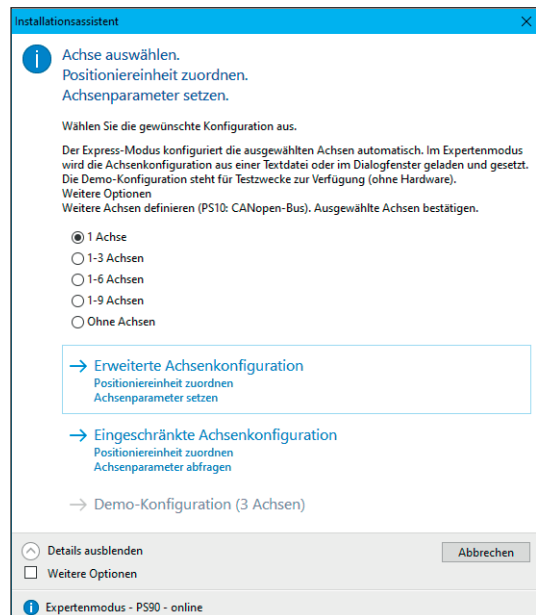 Installationsassistent
Achse auswählen.
Positioniereinheit zuordnen.
Achsenparameter setzen.
Wählen Sie die gewünschte Konfiguration aus.
Der Express-Modus konfiguriert die ausgewählten Achsen automatisch. Im Expertenmodus
wird die Achsenkonfiguration aus einer Textdatei oder im Dialogfenster geladen und gesetzt.
Die Demo-Konfiguration steht für Testzwecke zur Verfügung (ohne Hardware).
Weitere Optionen
Weitere Achsen definieren (PS10: CANopen-Bus). Ausgewählte Achsen bestätigen.
1 Achse
1-3 Achsen
1-6 Achsen
1-9 Achsen
Ohne Achsen
Erweiterte Achsenkonfiguration
Positioniereinheit zuordnen
Achsenparameter setzen
Eingeschränkte Achsenkonfiguration
Positioniereinheit zuordnen
Achsenparameter abfragen
Demo-Konfiguration (3 Achsen)
Details ausblenden
Abbrechen
Weitere Optionen
Expertenmodus - PS90 - online